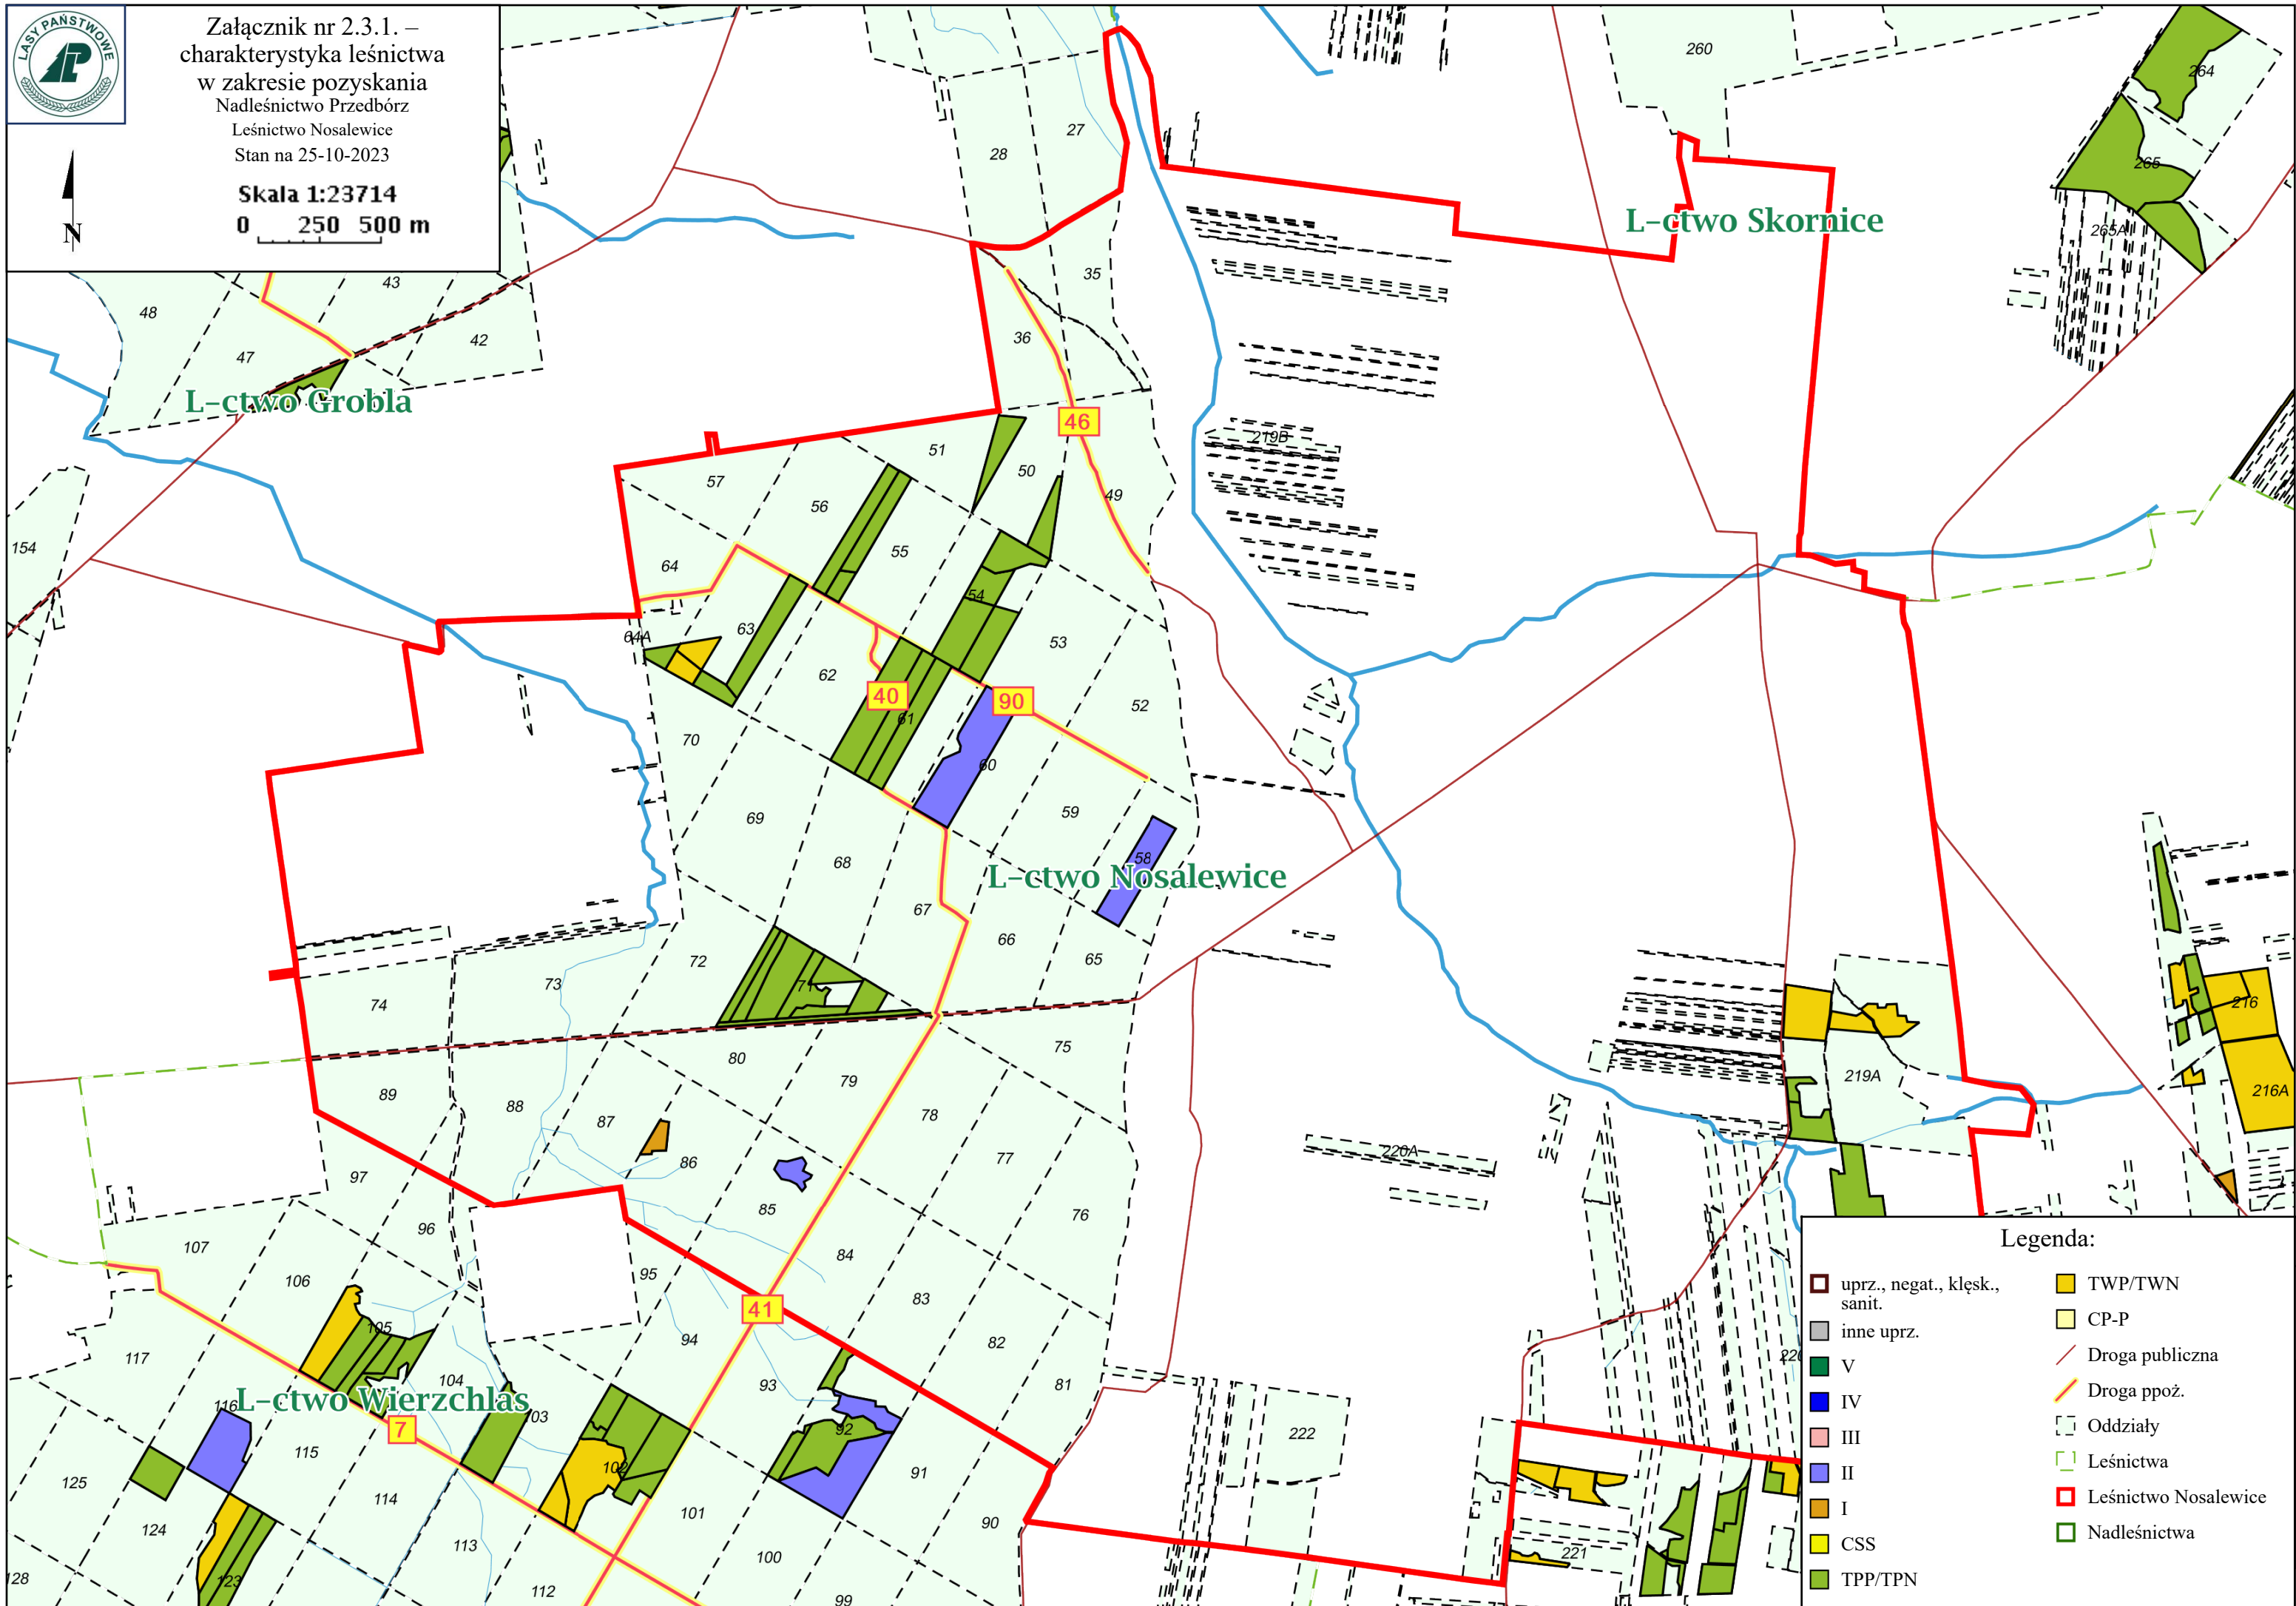 LASY PAŃSTWOWE
Załącznik nr 2.3.1. –
charakterystyka leśnictwa
w zakresie pozyskania
Nadleśnictwo Przedbórz
Leśnictwo Nosalewice
Stan na 25-10-2023
Skala 1:23714
0 250 500 m
N
260
264
27
28
265
L-ctwo Skornice
265A
35
43
48
36
42
47
L-ctwo Grobla
46
219B
51
50
57
49
56
154
55
64
54
63
64A
53
62
40
90
52
61
70
60
59
69
58
68
L-ctwo Nosalewice
67
66
65
72
71
73
74
216
75
80
219A
79
216A
89
88
78
87
220A
77
86
97
85
76
96
107
84
95
106
83
41
105
94
82
117
93
81
104
L-ctwo Wierzchlas
116
103
7
92
222
115
102
91
125
114
101
90
124
113
221
100
128
123
112
99
Legenda:
uprz., negat., klęsk.,
sanit.
inne uprz.
V
IV
III
II
I
CSS
TPP/TPN
TWP/TWN
CP-P
Droga publiczna
Droga ppoż.
Oddziały
Leśnictwa
Leśnictwo Nosalewice
Nadleśnictwa